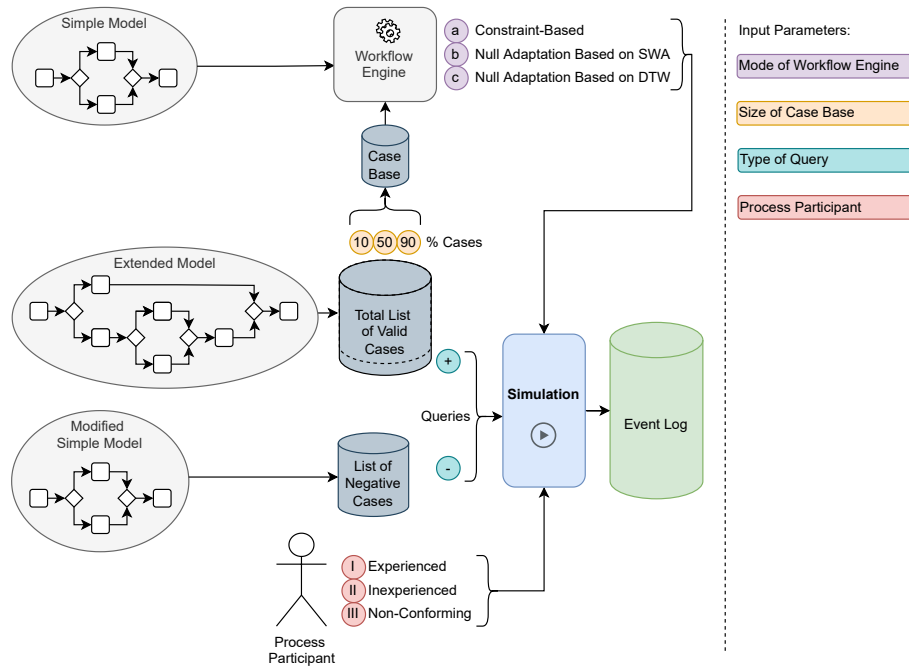 Simple Model
Workflow
Engine
a Constraint-Based
b Null Adaptation Based on SWA
c Null Adaptation Based on DTW
Input Parameters:
Mode of Workflow Engine
Size of Case Base
Type of Query
Process Participant
Case
Base
10 50 90 % Cases
Extended Model
Total List
of Valid
Cases
+
Queries
-
Simulation
Event Log
Modified
Simple Model
List of
Negative
Cases
I Experienced
II Inexperienced
III Non-Conforming
Process
Participant